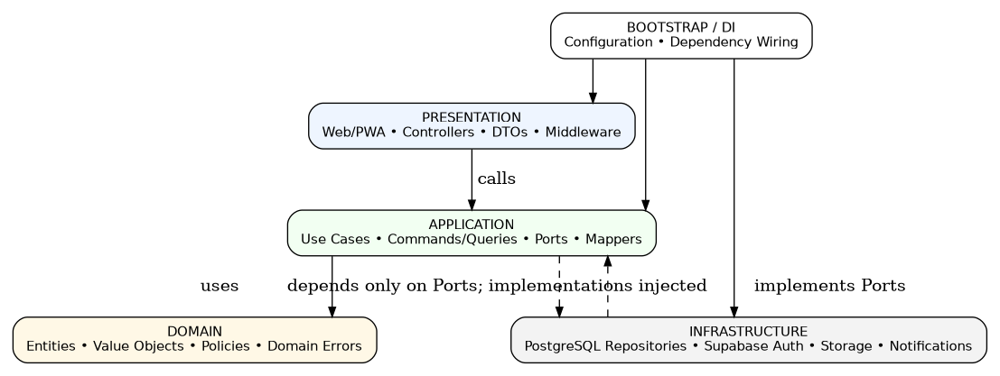 BOOTSTRAP / DI
Configuration • Dependency Wiring
PRESENTATION
Web/PWA • Controllers • DTOs • Middleware
calls
APPLICATION
Use Cases • Commands/Queries • Ports • Mappers
uses
depends only on Ports; implementations injected
implements Ports
DOMAIN
Entities • Value Objects • Policies • Domain Errors
INFRASTRUCTURE
PostgreSQL Repositories • Supabase Auth • Storage • Notifications